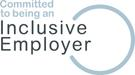 Committed
to being an
Inclusive
Employer